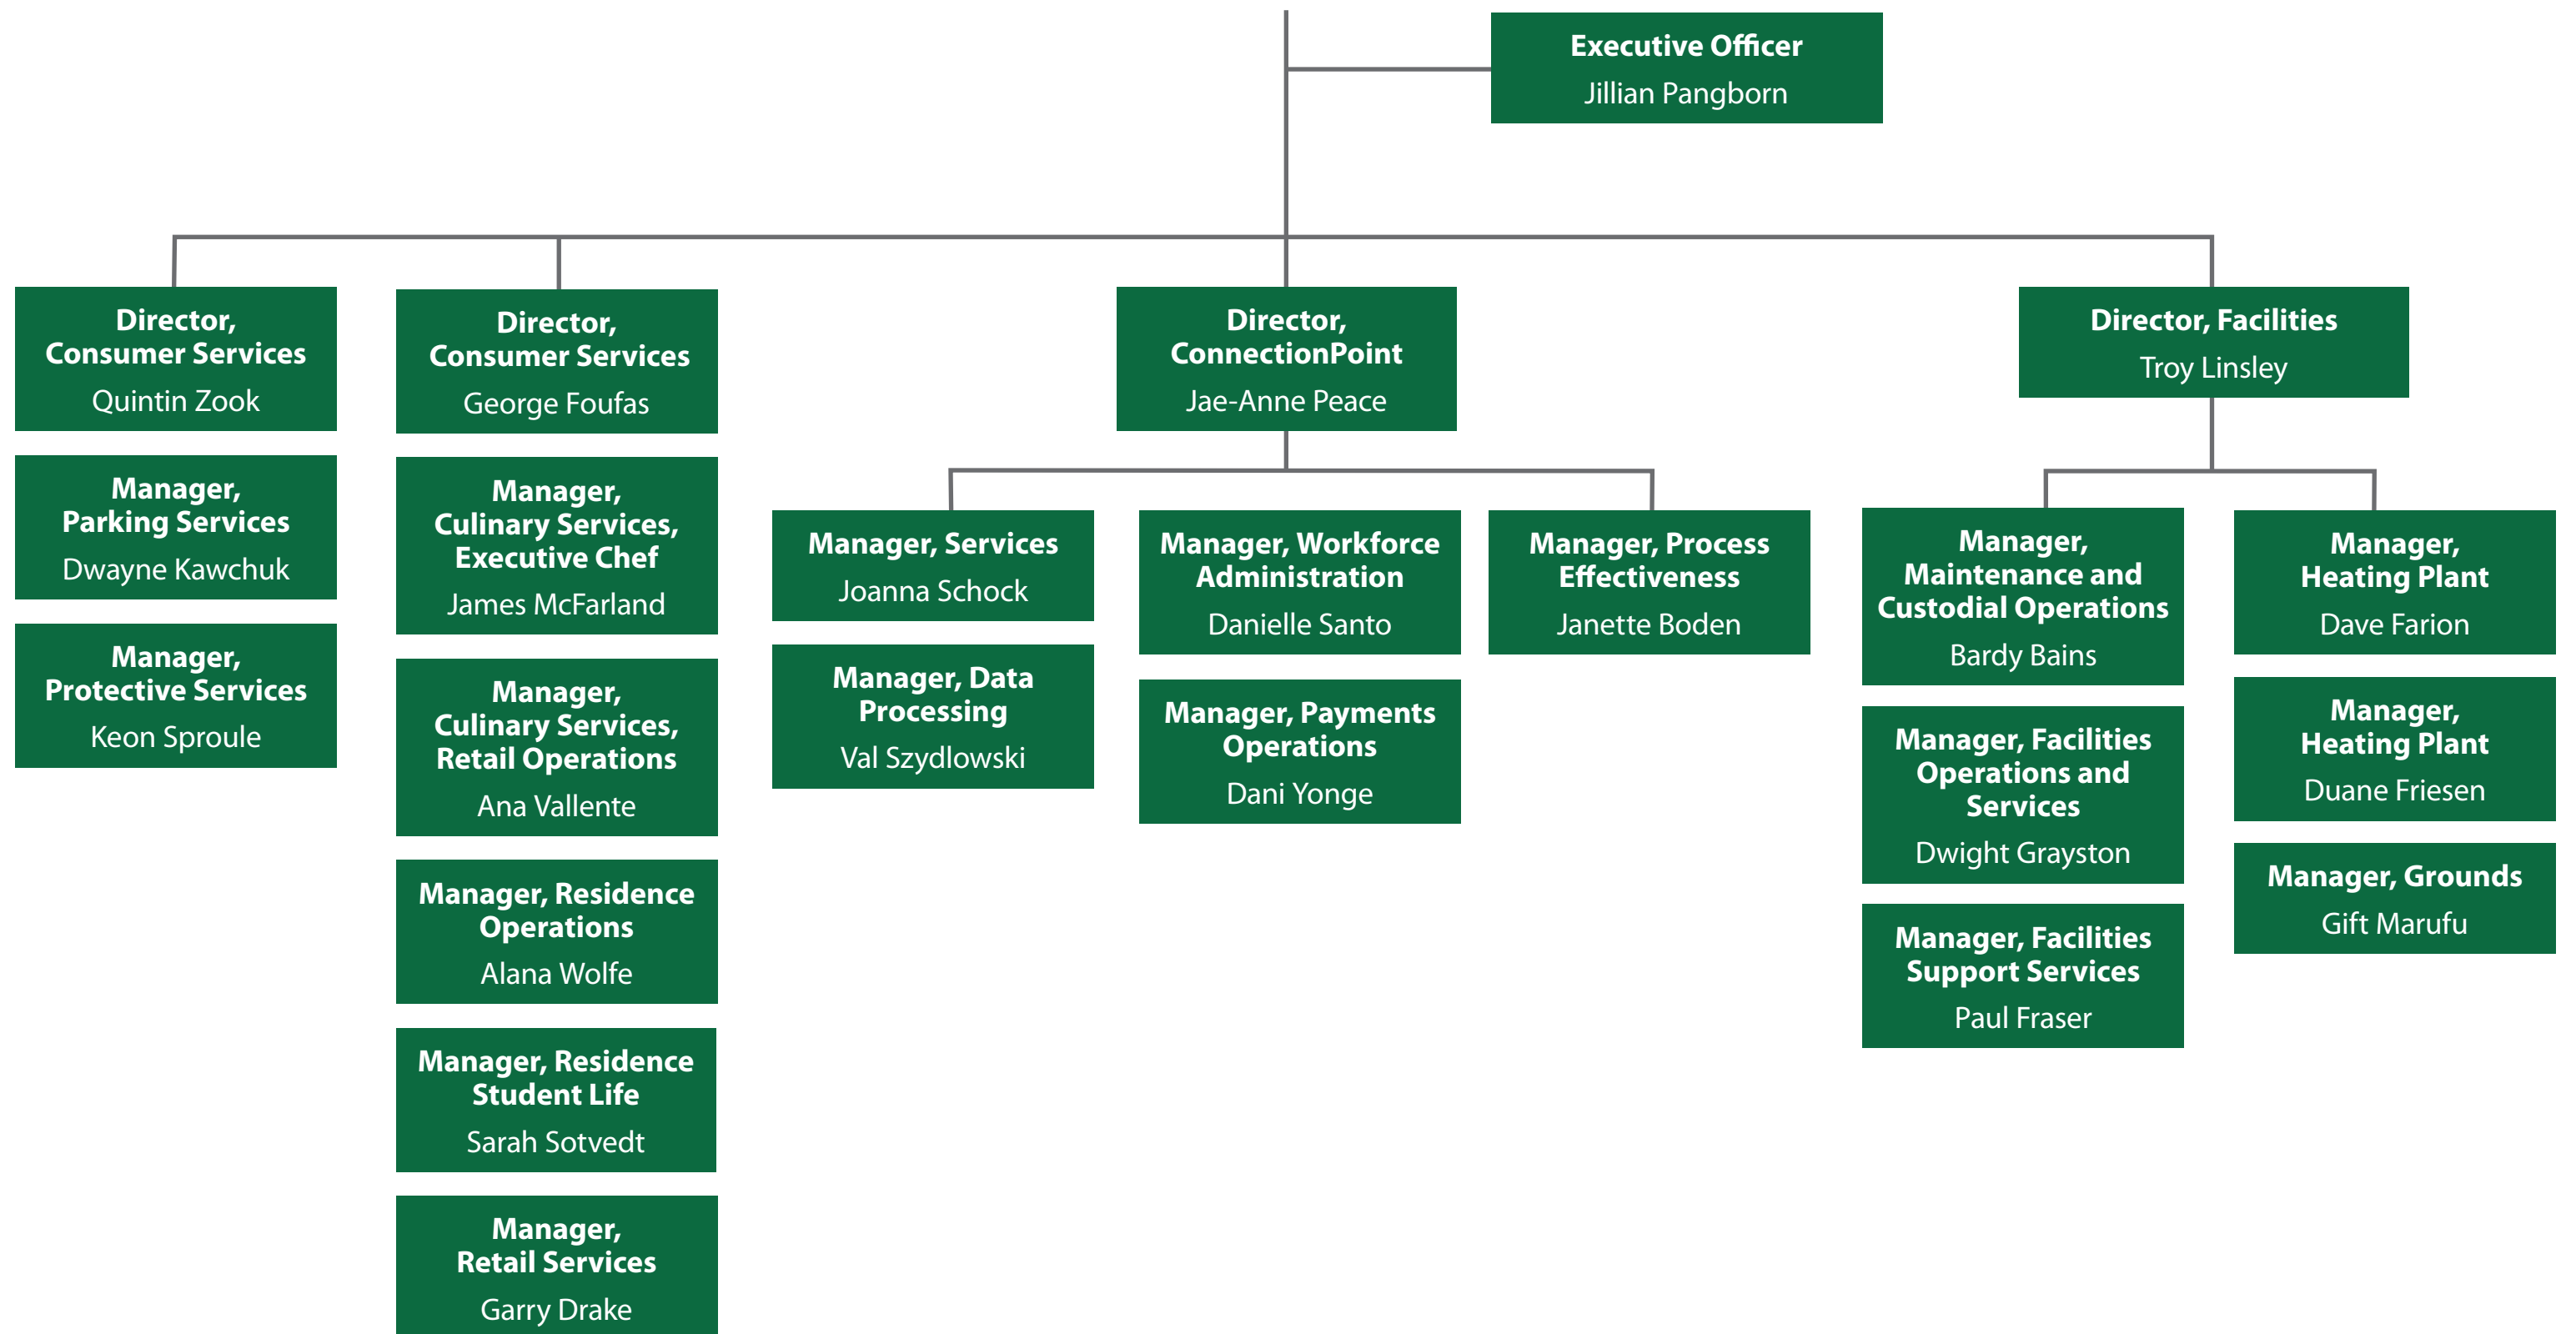 Executive Officer
Jillian Pangborn
Director,
Consumer Services
Quintin Zook
Manager,
Parking Services
Dwayne Kawchuk
Manager,
Protective Services
Keon Sproule
Director,
Consumer Services
George Foufas
Manager,
Culinary Services,
Executive Chef
James McFarland
Manager,
Culinary Services,
Retail Operations
Ana Vallente
Manager, Residence
Operations
Alana Wolfe
Manager, Residence
Student Life
Sarah Sotvedt
Manager,
Retail Services
Garry Drake
Director,
ConnectionPoint
Jae-Anne Peace
Manager, Services
Joanna Schock
Manager, Data
Processing
Val Szydlowski
Manager, Workforce
Administration
Danielle Santo
Manager, Payments
Operations
Dani Yonge
Manager, Process
Effectiveness
Janette Boden
Director, Facilities
Troy Linsley
Manager,
Maintenance and
Custodial Operations
Bardy Bains
Manager, Facilities
Operations and
Services
Dwight Grayston
Manager, Facilities
Support Services
Paul Fraser
Manager,
Heating Plant
Dave Farion
Manager,
Heating Plant
Duane Friesen
Manager, Grounds
Gift Marufu